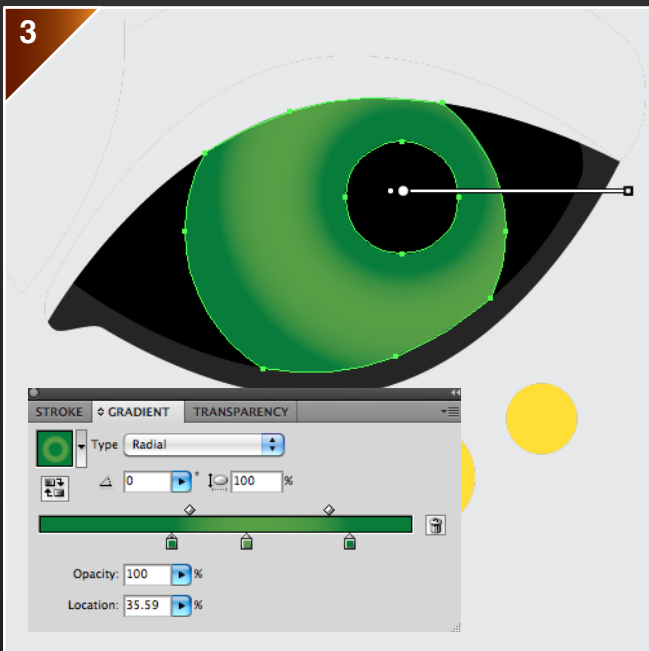 3
STROKE GRADIENT TRANSPARENCY
Type Radial
0 ° 100 %
Opacity: 100 %
Location: 35.59 %